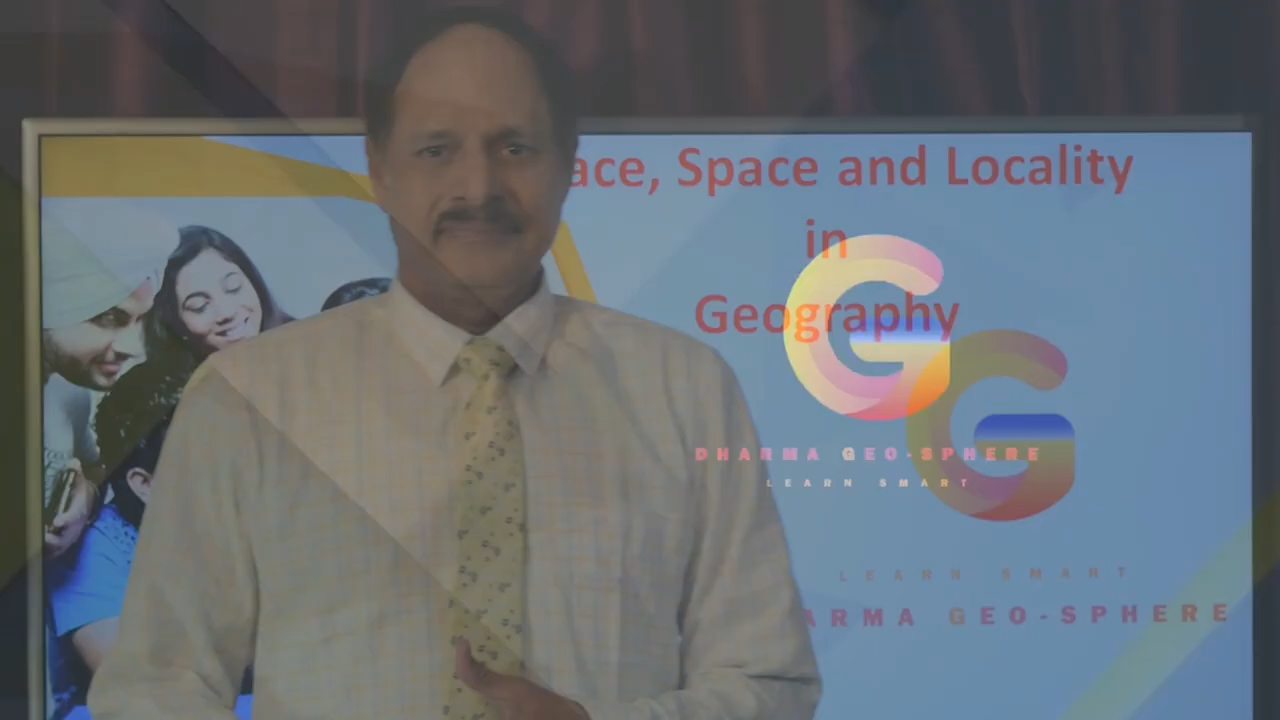 ace, Space and Locality
in
Geography
DHARMA GEO-SPHERE
LEARN SMART
LEARN SMART
ARMA GEO-SPHERE